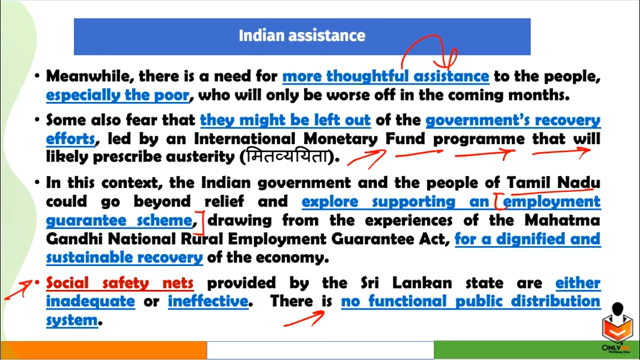 Indian assistance
• Meanwhile, there is a need for more thoughtful assistance to the people,
especially the poor, who will only be worse off in the coming months.
• Some also fear that they might be left out of the government's recovery
efforts, led by an International Monetary Fund programme that will
likely prescribe austerity (मितव्ययिता).
• In this context, the Indian government and the people of Tamil Nadu
could go beyond relief and explore supporting an employment
guarantee scheme, drawing from the experiences of the Mahatma
Gandhi National Rural Employment Guarantee Act, for a dignified and
sustainable recovery of the economy.
• Social safety nets provided by the Sri Lankan state are either
inadequate or ineffective. There is no functional public distribution
system.